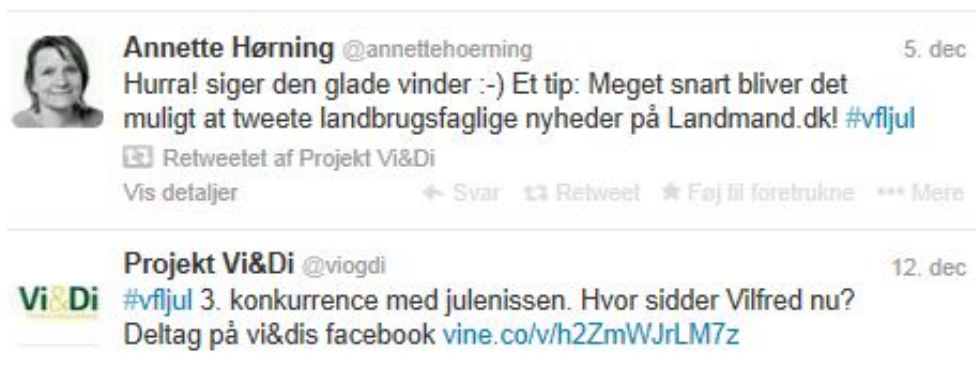 Annette Hørning @annettehoerning 5. dec
Hurra! siger den glade vinder :-) Et tip: Meget snart bliver det
muligt at tweete landbrugsfaglige nyheder på Landmand.dk! #vfljul
Retweetet af Projekt Vi&Di
Vis detaljer Svar Retweet Føj til foretrukne Mere
Projekt Vi&Di @viogdi 12. dec
Vi&Di #vfljul 3. konkurrence med julenissen. Hvor sidder Vilfred nu?
Deltag på vi&dis facebook vine.co/v/h2ZmWJrLM7z